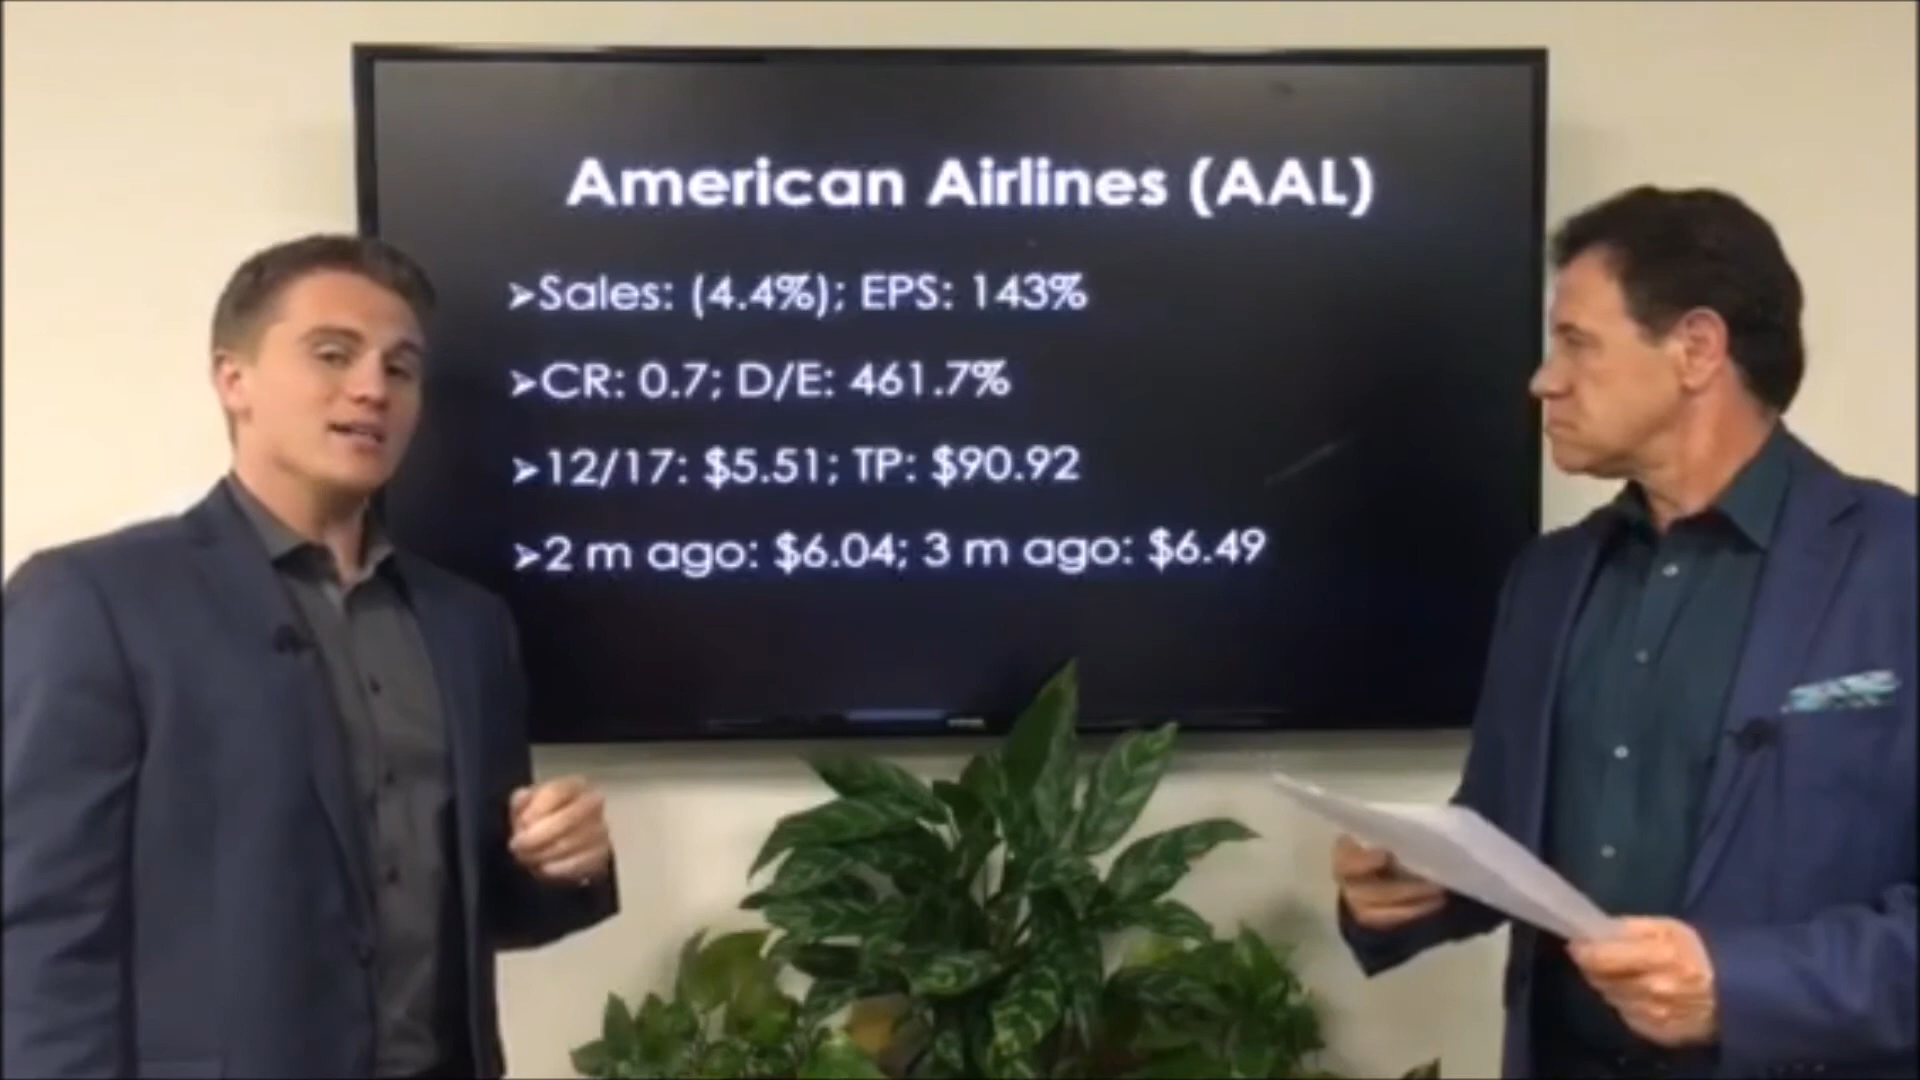 American Airlines (AAL)
➢Sales: (4.4%); EPS: 143%
➢CR: 0.7; D/E: 461.7%
➢12/17: $5.51; TP: $90.92
➢2 m ago: $6.04; 3 m ago: $6.49